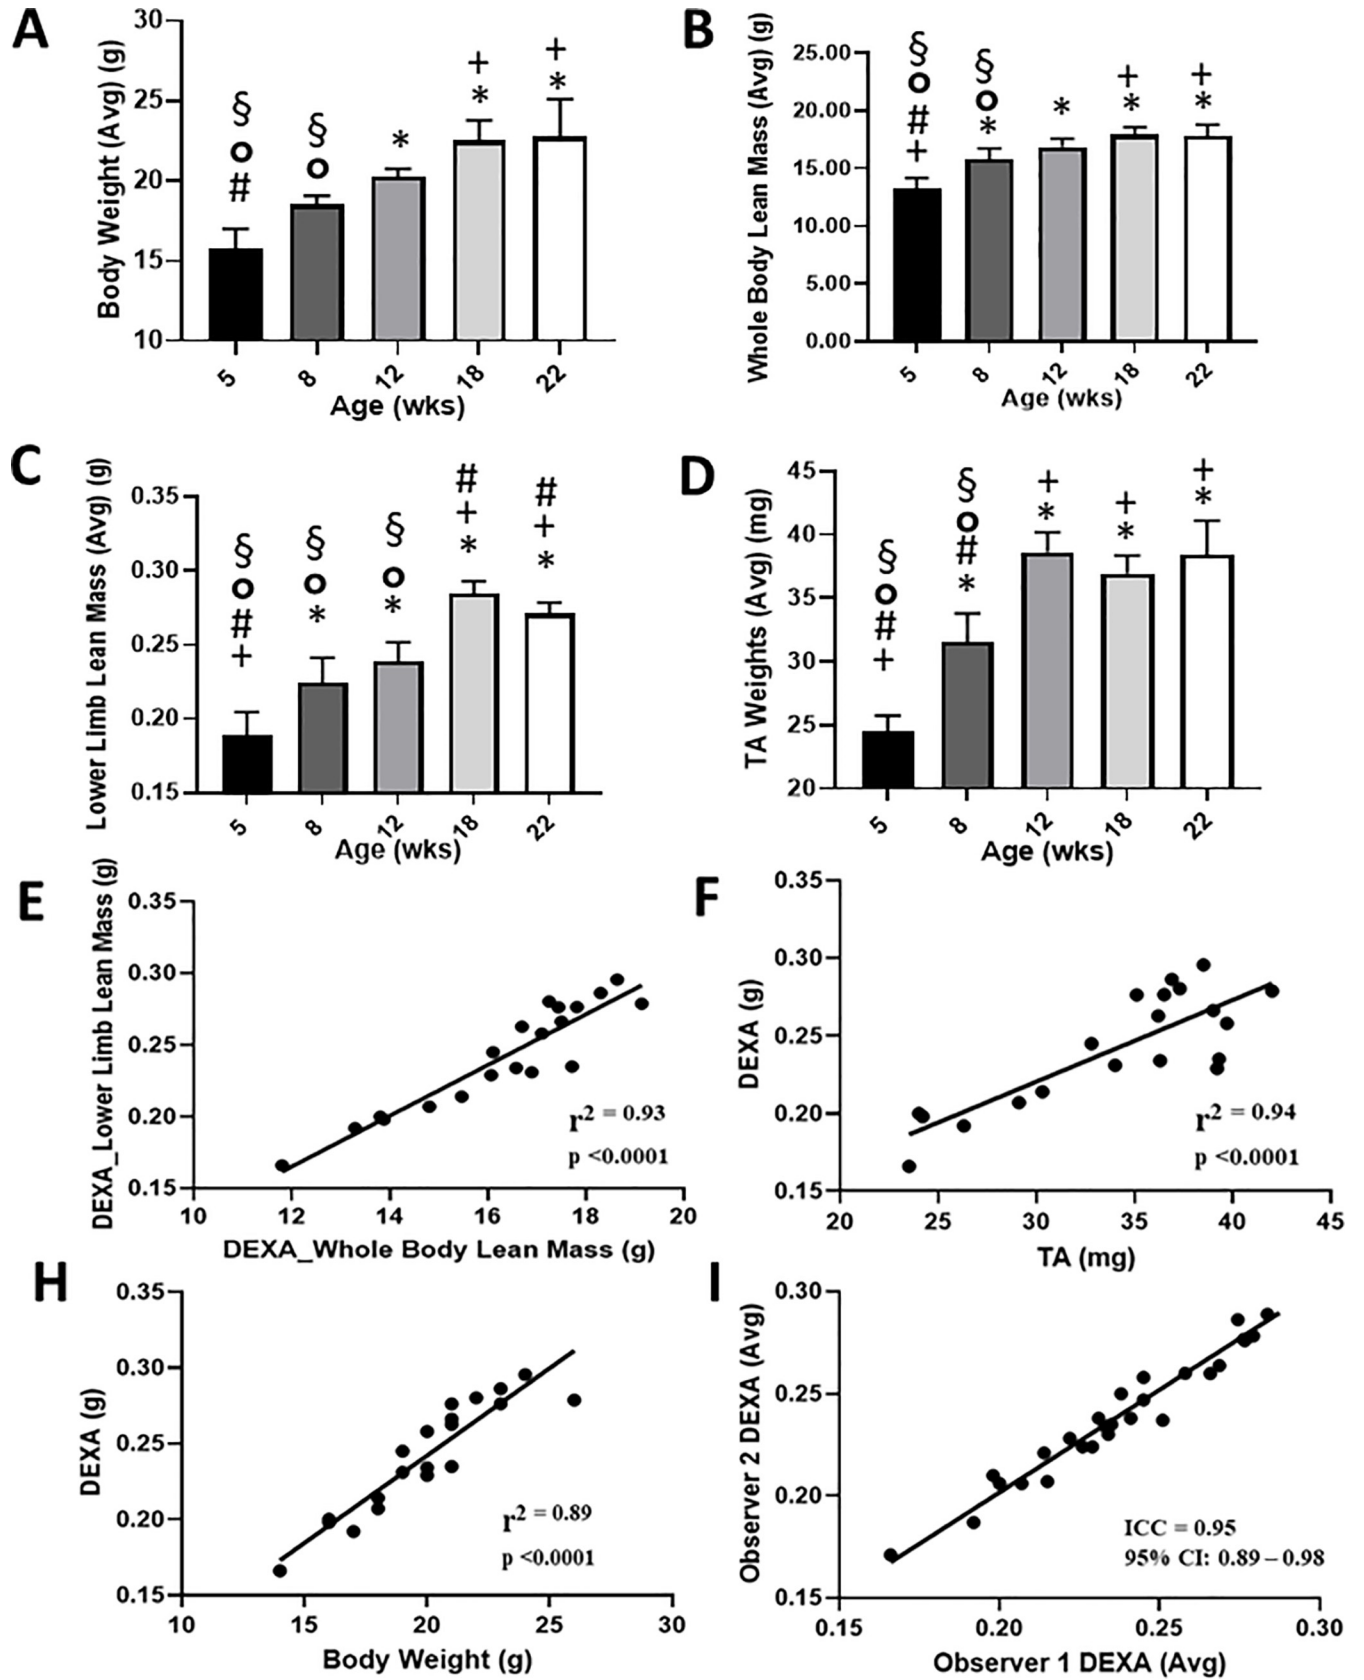 A
Body Weight (Avg) (g)
30
25
20
15
10
§
o
#
§
o
*
+
*
+
*
5 8 12 18 22
Age (wks)
B
Whole Body Lean Mass (Avg) (g)
25.00
20.00
15.00
10.00
5.00
0.00
§
o
#
+
§
o
*
*
+
*
+
*
5 8 12 18 22
Age (wks)
C
Lower Limb Lean Mass (Avg) (g)
0.35
0.30
0.25
0.20
0.15
§
o
#
+
§
o
*
§
o
*
#
+
*
#
+
*
5 8 12 18 22
Age (wks)
D
TA Weights (Avg) (mg)
45
40
35
30
25
20
§
o
#
+
§
o
#
*
+
*
+
*
+
*
5 8 12 18 22
Age (wks)
E
DEXA_Lower Limb Lean Mass (g)
0.35
0.30
0.25
0.20
0.15
r² = 0.93
p <0.0001
10 12 14 16 18 20
DEXA_Whole Body Lean Mass (g)
F
DEXA (g)
0.35
0.30
0.25
0.20
0.15
r² = 0.94
p <0.0001
20 25 30 35 40 45
TA (mg)
H
DEXA (g)
0.35
0.30
0.25
0.20
0.15
r² = 0.89
p <0.0001
10 15 20 25 30
Body Weight (g)
I
Observer 2 DEXA (Avg)
0.30
0.25
0.20
0.15
ICC = 0.95
95% CI: 0.89 – 0.98
0.15 0.20 0.25 0.30
Observer 1 DEXA (Avg)